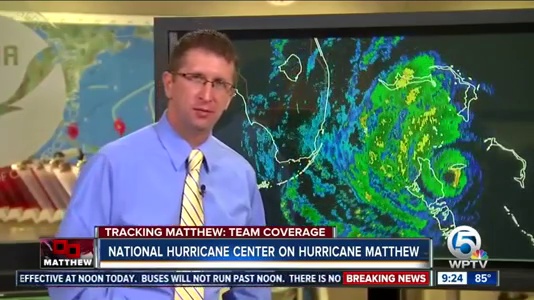 TRACKING MATTHEW: TEAM COVERAGE
NATIONAL HURRICANE CENTER ON HURRICANE MATTHEW
MATTHEW
5
WPTV
EFFECTIVE AT NOON TODAY. BUSES WILL NOT RUN PAST NOON. THERE IS NO
BREAKING NEWS
9:24
85°